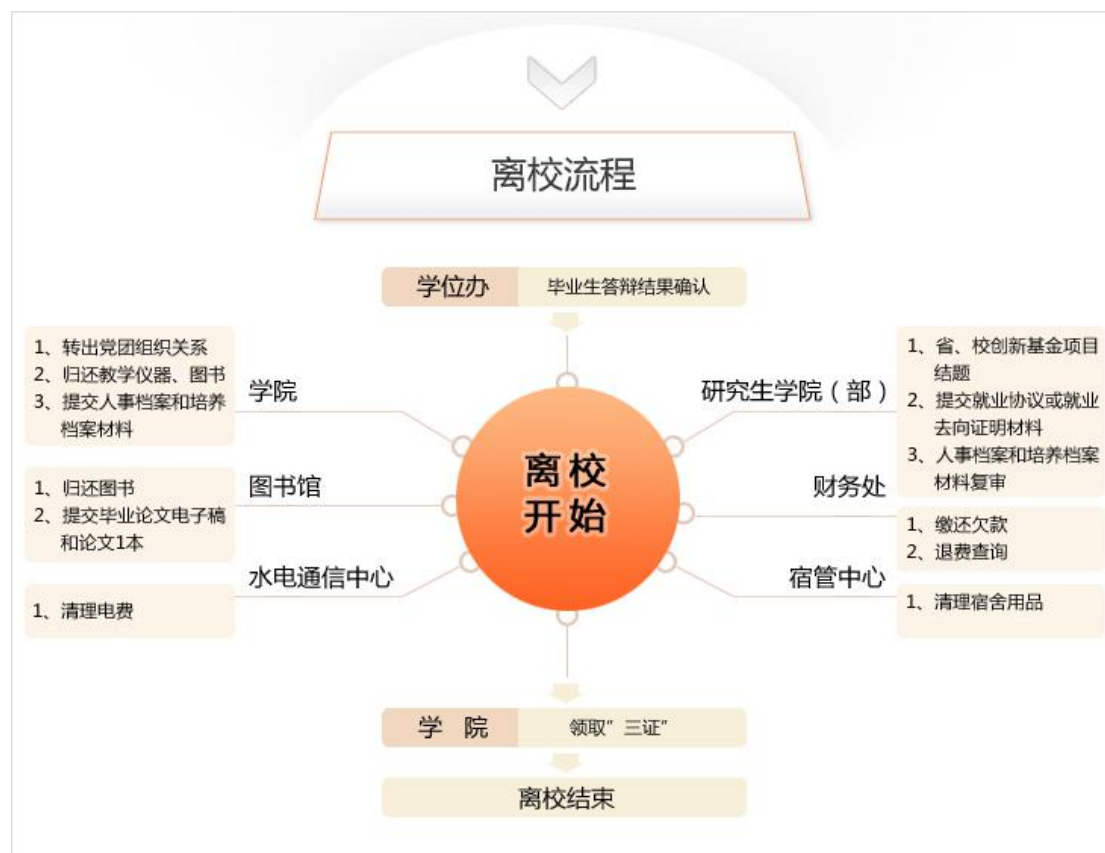 离校流程
学位办
毕业生答辩结果确认
1、转出党团组织关系
2、归还教学仪器、图书
3、提交人事档案和培养
档案材料
学院
图书馆
1、归还图书
2、提交毕业论文电子稿
和论文1本
水电通信中心
1、清理电费
离校
开始
研究生学院（部）
1、省、校创新基金项目
结题
2、提交就业协议或就业
去向证明材料
3、人事档案和培养档案
材料复审
财务处
1、缴还欠款
2、退费查询
宿管中心
1、清理宿舍用品
学 院
领取”三证”
离校结束